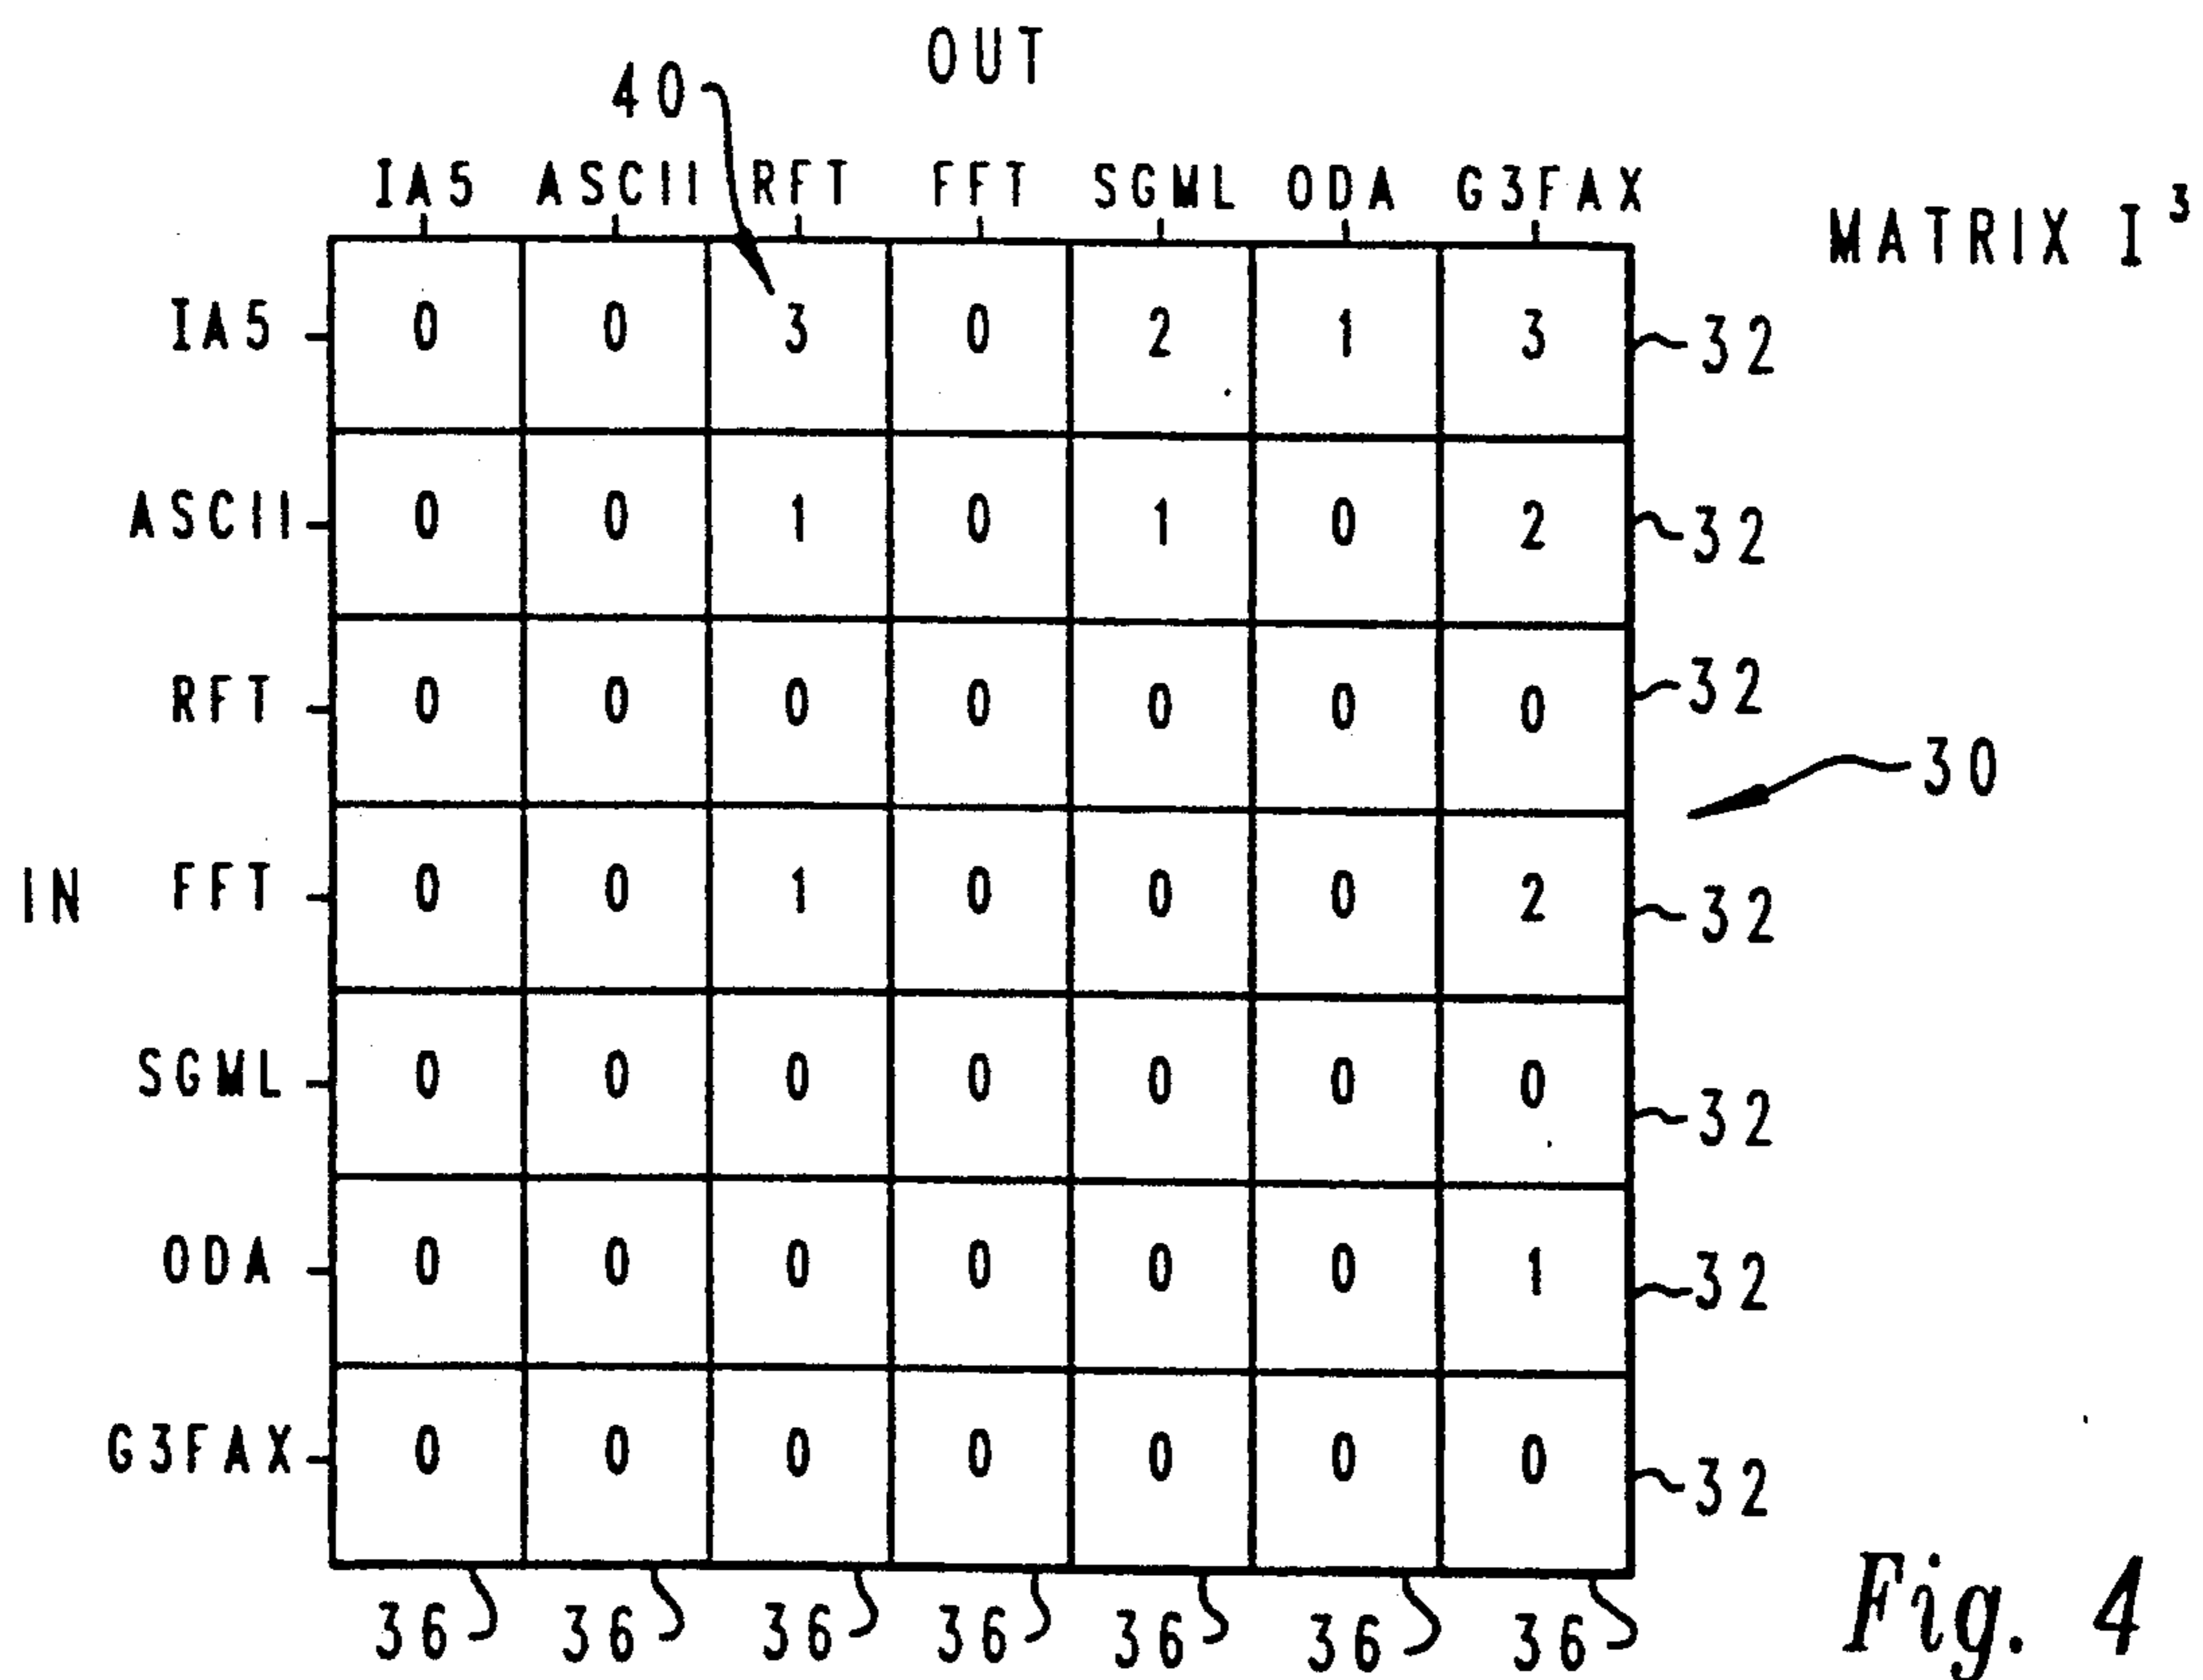 OUT
40
IA5 ASCII RFT FFT SGML ODA G3FAX
MATRIX I³
IA5 0 0 3 0 2 1 3 32
ASCII 0 0 1 0 1 0 2 32
RFT 0 0 0 0 0 0 0 32
30
IN FFT 0 0 1 0 0 0 2 32
SGML 0 0 0 0 0 0 0 32
ODA 0 0 0 0 0 0 1 32
G3FAX 0 0 0 0 0 0 0 32
36 36 36 36 36 36 36
Fig. 4